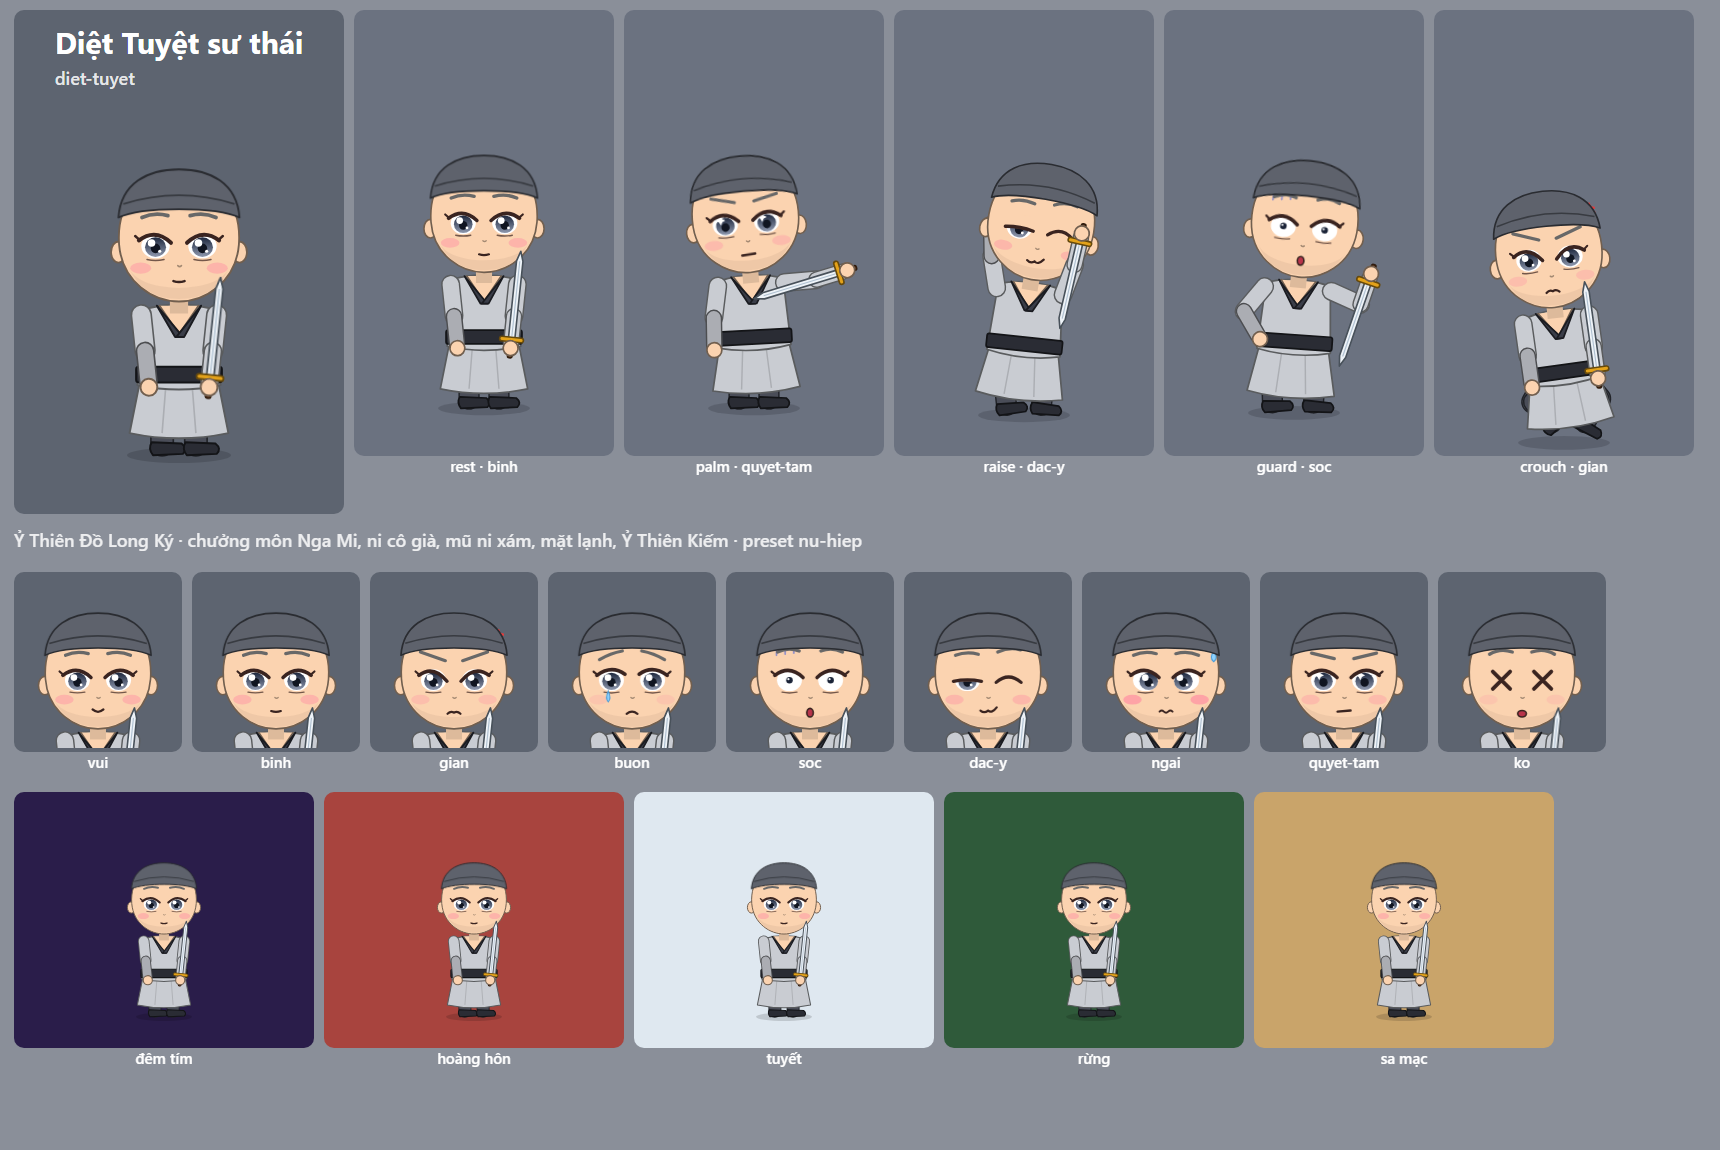 Diệt Tuyệt sư thái
diet-tuyet
rest · binh
palm · quyet-tam
raise · dac-y
guard · soc
crouch · gian
Ỷ Thiên Đồ Long Ký · chưởng môn Nga Mi, ni cô già, mũ ni xám, mặt lạnh, Ỷ Thiên Kiếm · preset nu-hiep
vui
binh
gian
buon
soc
dac-y
ngai
quyet-tam
ko
đêm tím
hoàng hôn
tuyết
rừng
sa mạc